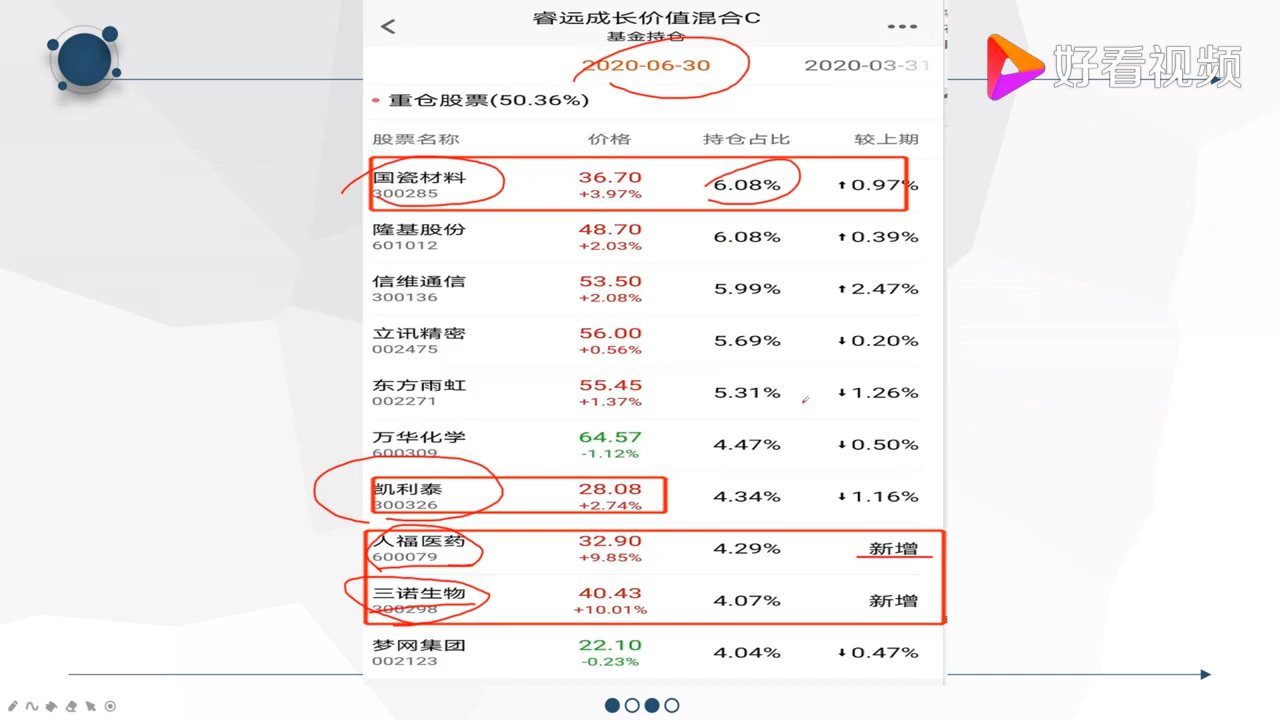 睿远成长价值混合C
基金持仓
2020-06-30 2020-03-31
好看视频
重仓股票(50.36%)
股票名称 价格 持仓占比 较上期
国瓷材料 36.70 6.08% ↑0.97%
300285 +3.97%
隆基股份 48.70 6.08% ↑0.39%
601012 +2.03%
信维通信 53.50 5.99% ↑2.47%
300136 +2.08%
立讯精密 56.00 5.69% ↓0.20%
002475 +0.56%
东方雨虹 55.45 5.31% ↓1.26%
002271 +1.37%
万华化学 64.57 4.47% ↓0.50%
600309 -1.12%
凯利泰 28.08 4.34% ↓1.16%
300326 +2.74%
人福医药 32.90 4.29% 新增
600079 +9.85%
三诺生物 40.43 4.07% 新增
300298 +10.01%
梦网集团 22.10 4.04% ↓0.47%
002123 -0.23%